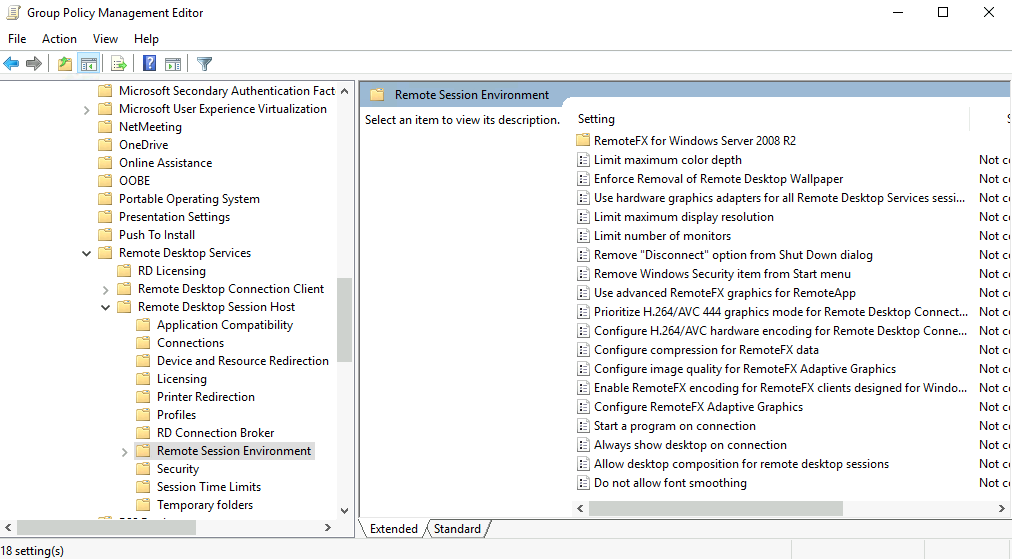 Group Policy Management Editor
File Action View Help
Microsoft Secondary Authentication Fact
Microsoft User Experience Virtualization
NetMeeting
OneDrive
Online Assistance
OOBE
Portable Operating System
Presentation Settings
Push To Install
Remote Desktop Services
RD Licensing
Remote Desktop Connection Client
Remote Desktop Session Host
Application Compatibility
Connections
Device and Resource Redirection
Licensing
Printer Redirection
Profiles
RD Connection Broker
Remote Session Environment
Security
Session Time Limits
Temporary folders
Remote Session Environment
Select an item to view its description.
Setting
RemoteFX for Windows Server 2008 R2
Limit maximum color depth Not c
Enforce Removal of Remote Desktop Wallpaper Not c
Use hardware graphics adapters for all Remote Desktop Services sessi... Not c
Limit maximum display resolution Not c
Limit number of monitors Not c
Remove "Disconnect" option from Shut Down dialog Not c
Remove Windows Security item from Start menu Not c
Use advanced RemoteFX graphics for RemoteApp Not c
Prioritize H.264/AVC 444 graphics mode for Remote Desktop Connect... Not c
Configure H.264/AVC hardware encoding for Remote Desktop Conne... Not c
Configure compression for RemoteFX data Not c
Configure image quality for RemoteFX Adaptive Graphics Not c
Enable RemoteFX encoding for RemoteFX clients designed for Windo... Not c
Configure RemoteFX Adaptive Graphics Not c
Start a program on connection Not c
Always show desktop on connection Not c
Allow desktop composition for remote desktop sessions Not c
Do not allow font smoothing Not c
Extended Standard
18 setting(s)